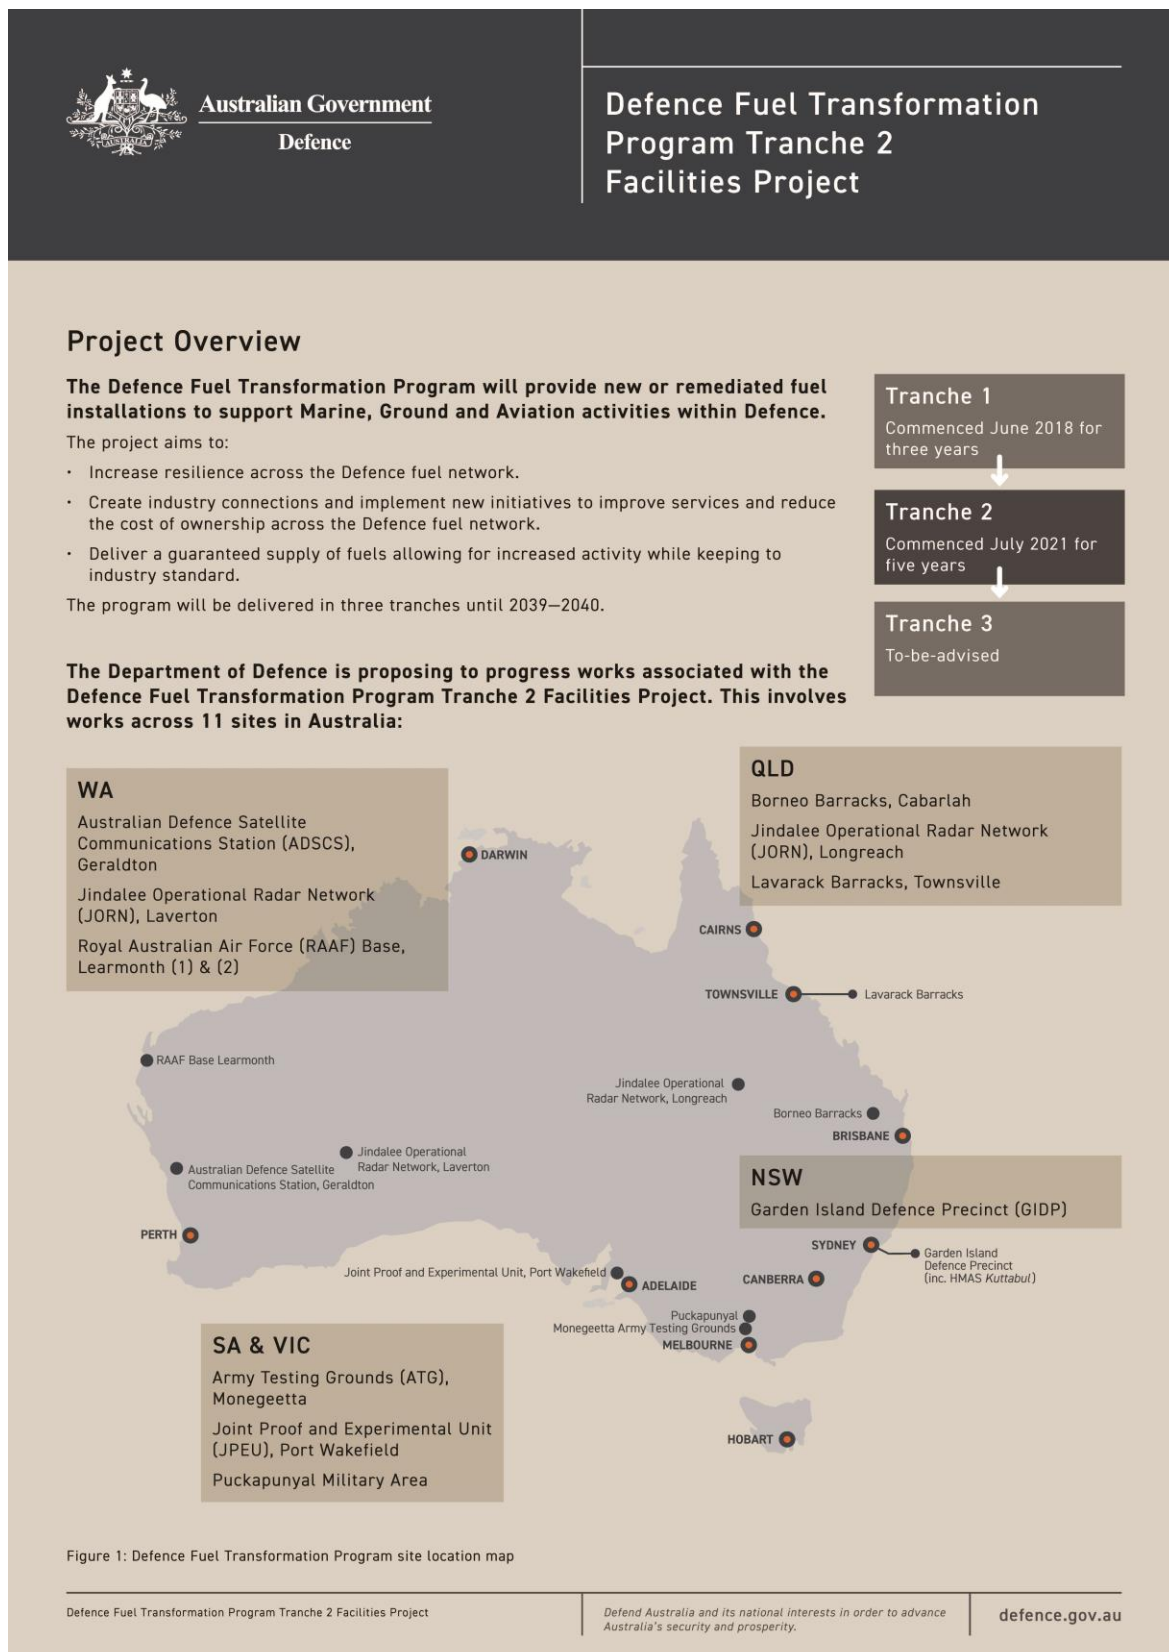 Australian Government
Defence
AUSTRALIA
Defence Fuel Transformation
Program Tranche 2
Facilities Project
Project Overview
The Defence Fuel Transformation Program will provide new or remediated fuel
installations to support Marine, Ground and Aviation activities within Defence.
The project aims to:
• Increase resilience across the Defence fuel network.
• Create industry connections and implement new initiatives to improve services and reduce
the cost of ownership across the Defence fuel network.
• Deliver a guaranteed supply of fuels allowing for increased activity while keeping to
industry standard.
The program will be delivered in three tranches until 2039—2040.
Tranche 1
Commenced June 2018 for
three years
Tranche 2
Commenced July 2021 for
five years
Tranche 3
To-be-advised
The Department of Defence is proposing to progress works associated with the
Defence Fuel Transformation Program Tranche 2 Facilities Project. This involves
works across 11 sites in Australia:
WA
Australian Defence Satellite
Communications Station (ADSCS),
Geraldton
Jindalee Operational Radar Network
(JORN), Laverton
Royal Australian Air Force (RAAF) Base,
Learmonth (1) & (2)
QLD
Borneo Barracks, Cabarlah
Jindalee Operational Radar Network
(JORN), Longreach
Lavarack Barracks, Townsville
DARWIN
CAIRNS
TOWNSVILLE
Lavarack Barracks
RAAF Base Learmonth
Jindalee Operational
Radar Network, Longreach
Borneo Barracks
BRISBANE
Jindalee Operational
Radar Network, Laverton
Australian Defence Satellite
Communications Station, Geraldton
NSW
Garden Island Defence Precinct (GIDP)
PERTH
SYDNEY
Garden Island
Defence Precinct
(inc. HMAS Kuttabul)
Joint Proof and Experimental Unit, Port Wakefield
ADELAIDE
CANBERRA
Puckapunyal
Monegeetta Army Testing Grounds
MELBOURNE
SA & VIC
Army Testing Grounds (ATG),
Monegeetta
Joint Proof and Experimental Unit
(JPEU), Port Wakefield
Puckapunyal Military Area
HOBART
Figure 1: Defence Fuel Transformation Program site location map
Defence Fuel Transformation Program Tranche 2 Facilities Project
Defend Australia and its national interests in order to advance
Australia's security and prosperity.
defence.gov.au